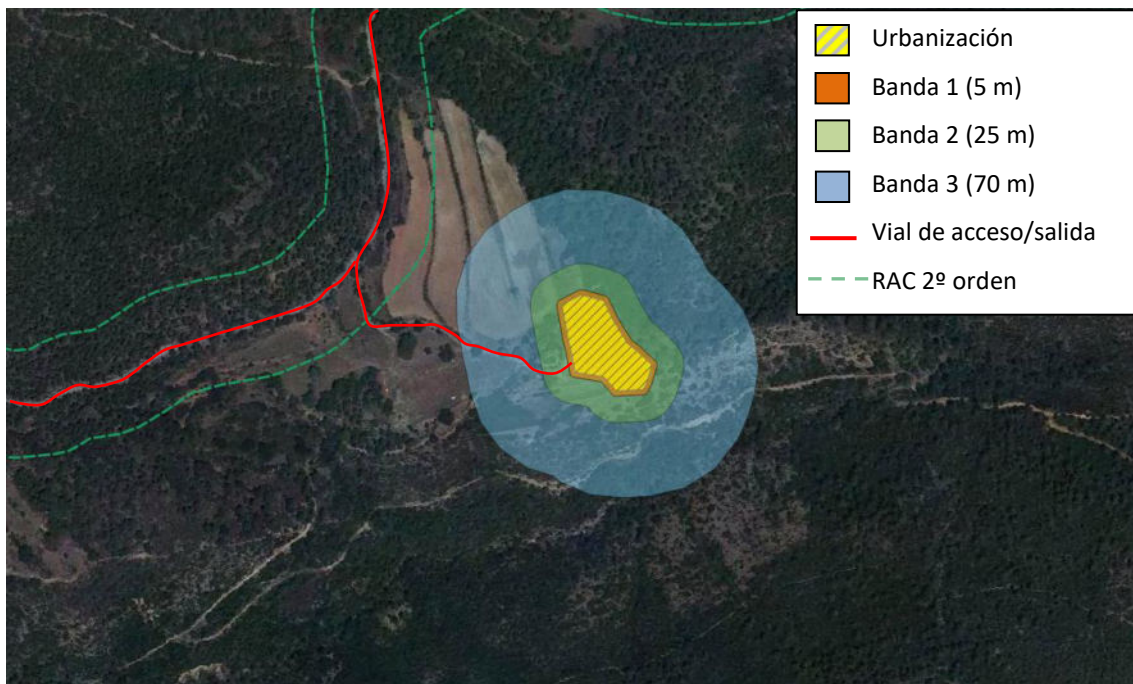 Urbanización
Banda 1 (5 m)
Banda 2 (25 m)
Banda 3 (70 m)
Vial de acceso/salida
RAC 2º orden